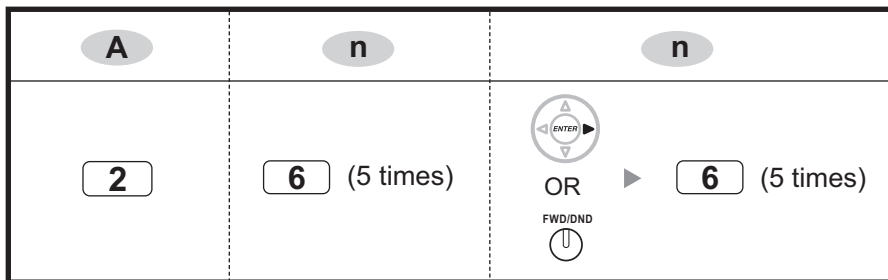 A n n
ENTER
2 6 (5 times) OR 6 (5 times)
FWD/DND